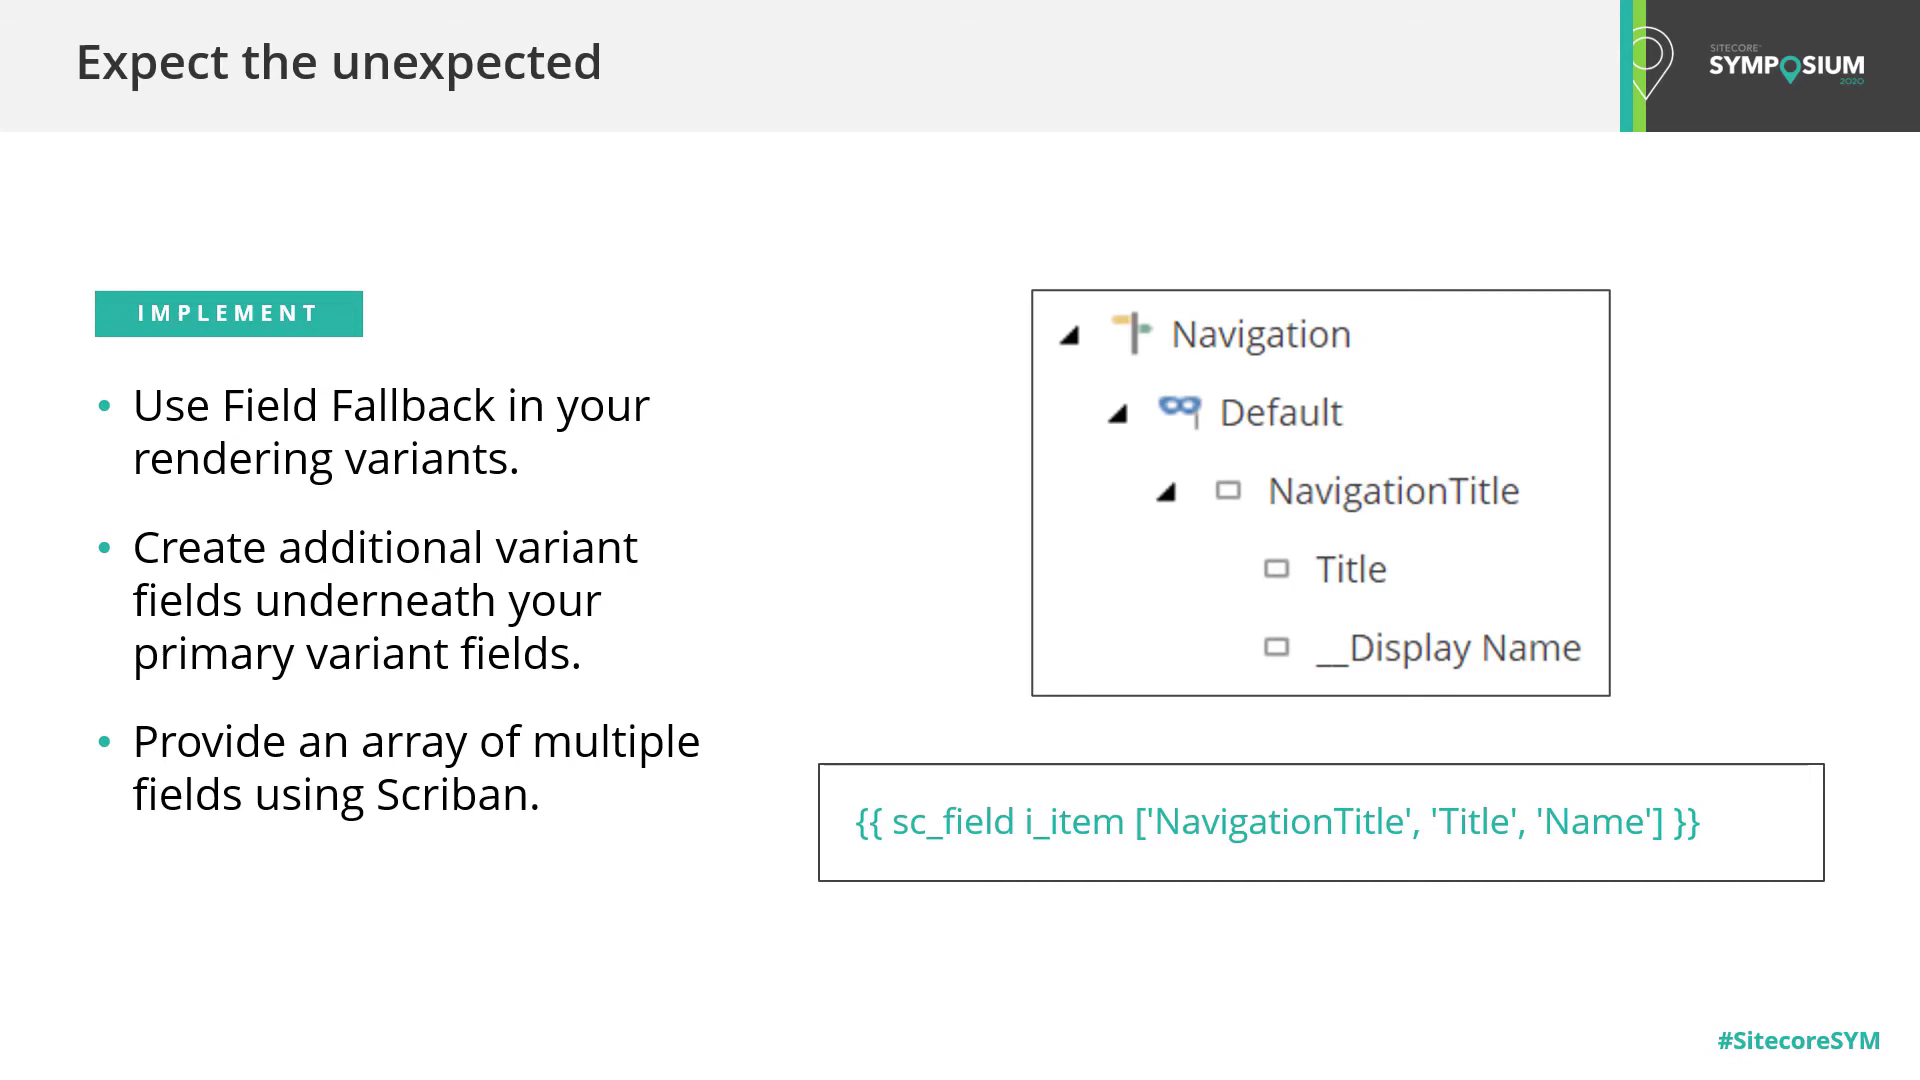 Expect the unexpected
SITECORE
SYMPOSIUM
2020
IMPLEMENT
• Use Field Fallback in your
rendering variants.
• Create additional variant
fields underneath your
primary variant fields.
• Provide an array of multiple
fields using Scriban.
Navigation
Default
NavigationTitle
Title
__Display Name
{{ sc_field i_item ['NavigationTitle', 'Title', 'Name'] }}
#SitecoreSYM